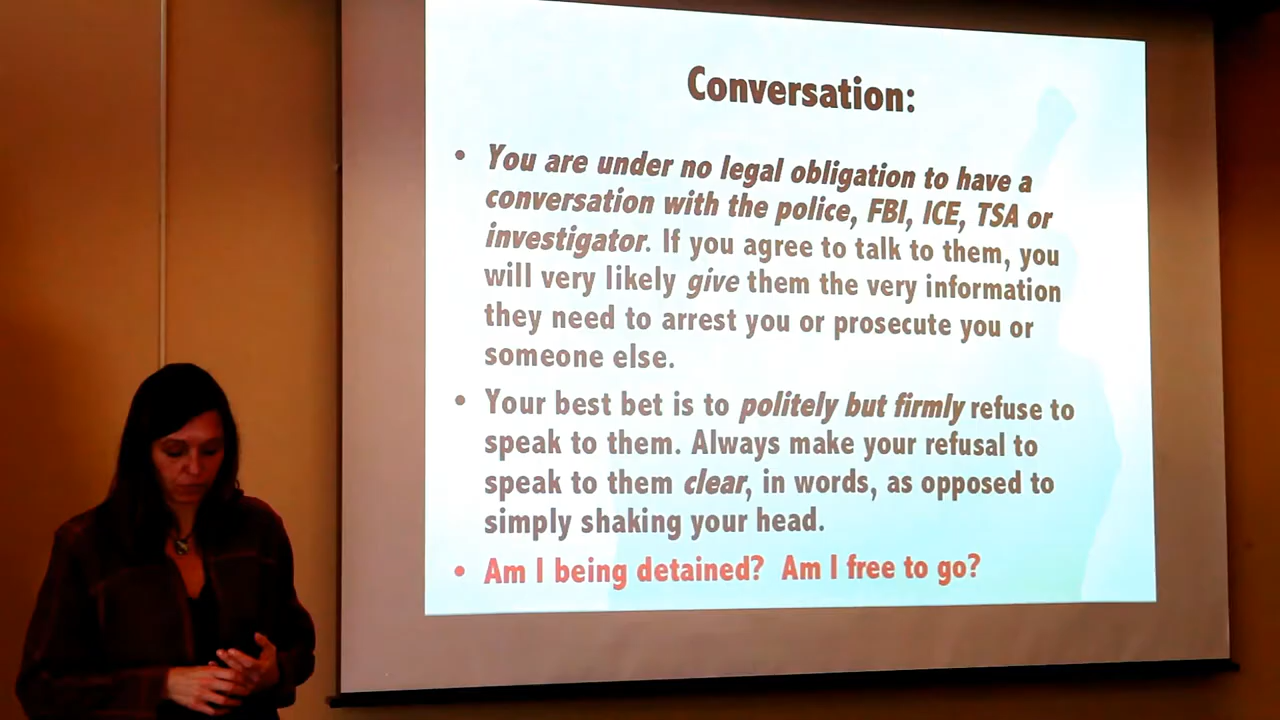 Conversation:
• You are under no legal obligation to have a
conversation with the police, FBI, ICE, TSA or
investigator. If you agree to talk to them, you
will very likely give them the very information
they need to arrest you or prosecute you or
someone else.
• Your best bet is to politely but firmly refuse to
speak to them. Always make your refusal to
speak to them clear, in words, as opposed to
simply shaking your head.
• Am I being detained? Am I free to go?